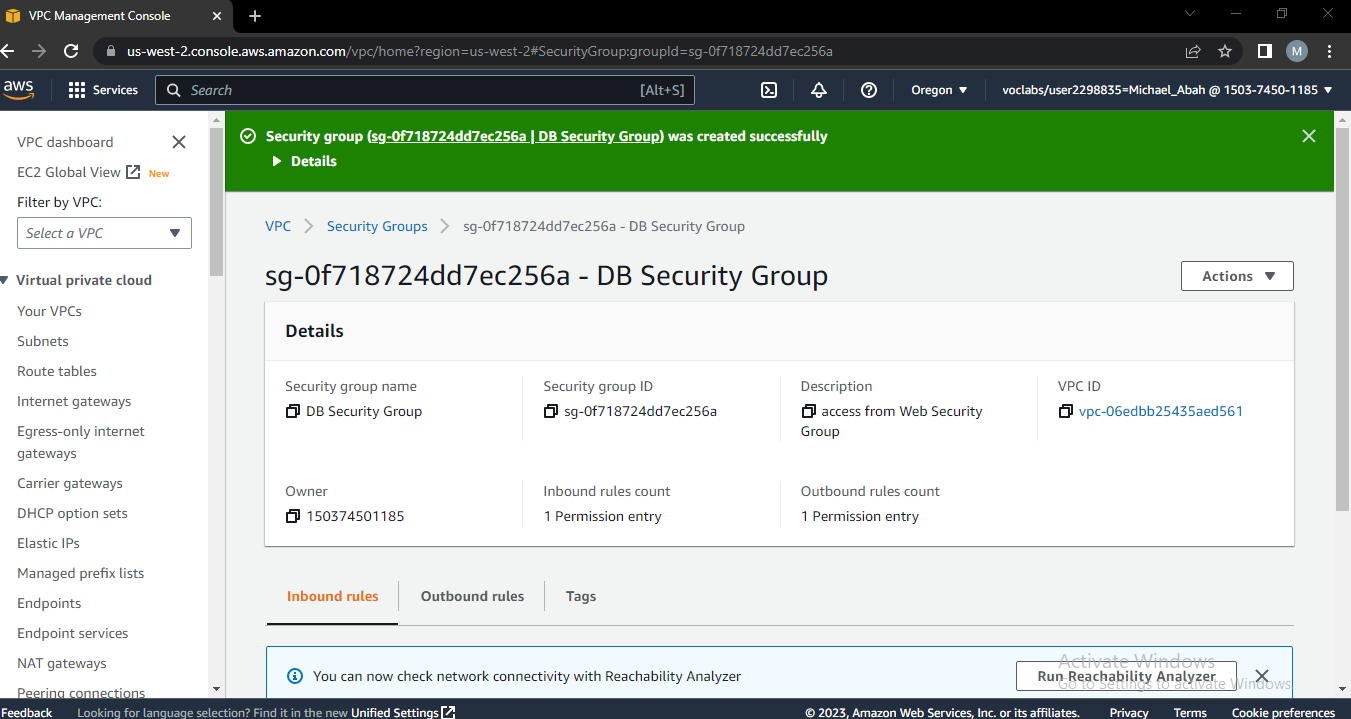 VPC Management Console
us-west-2.console.aws.amazon.com/vpc/home?region=us-west-2#SecurityGroup:groupId=sg-0f718724dd7ec256a
M
aws
Services
Search
[Alt+S]
Oregon
voclabs/user2298835=Michael_Abah @ 1503-7450-1185
VPC dashboard
EC2 Global View New
Filter by VPC:
Select a VPC
Virtual private cloud
Your VPCs
Subnets
Route tables
Internet gateways
Egress-only internet
gateways
Carrier gateways
DHCP option sets
Elastic IPs
Managed prefix lists
Endpoints
Endpoint services
NAT gateways
Peering connections
Security group (sg-0f718724dd7ec256a | DB Security Group) was created successfully
Details
VPC > Security Groups > sg-0f718724dd7ec256a - DB Security Group
sg-0f718724dd7ec256a - DB Security Group
Actions
Details
Security group name
DB Security Group
Security group ID
sg-0f718724dd7ec256a
Description
access from Web Security
Group
VPC ID
vpc-06edbb25435aed561
Owner
150374501185
Inbound rules count
1 Permission entry
Outbound rules count
1 Permission entry
Inbound rules
Outbound rules
Tags
You can now check network connectivity with Reachability Analyzer
Run Reachability Analyzer
Activate Windows
Go to Settings to activate Windows.
Feedback
Looking for language selection? Find it in the new Unified Settings
© 2023, Amazon Web Services, Inc. or its affiliates.
Privacy
Terms
Cookie preferences